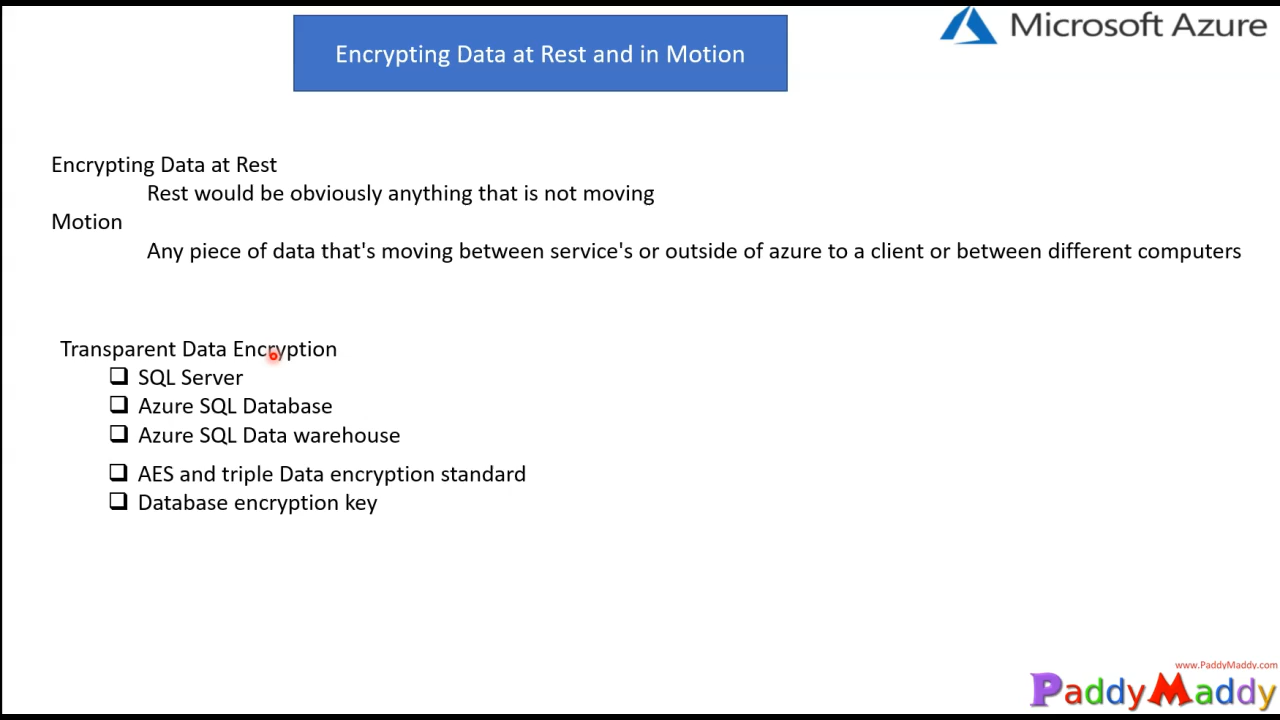 Microsoft Azure
Encrypting Data at Rest and in Motion
Encrypting Data at Rest
Rest would be obviously anything that is not moving
Motion
Any piece of data that's moving between service's or outside of azure to a client or between different computers
Transparent Data Encryption
SQL Server
Azure SQL Database
Azure SQL Data warehouse
AES and triple Data encryption standard
Database encryption key
www.PaddyMaddy.com
PaddyMaddy